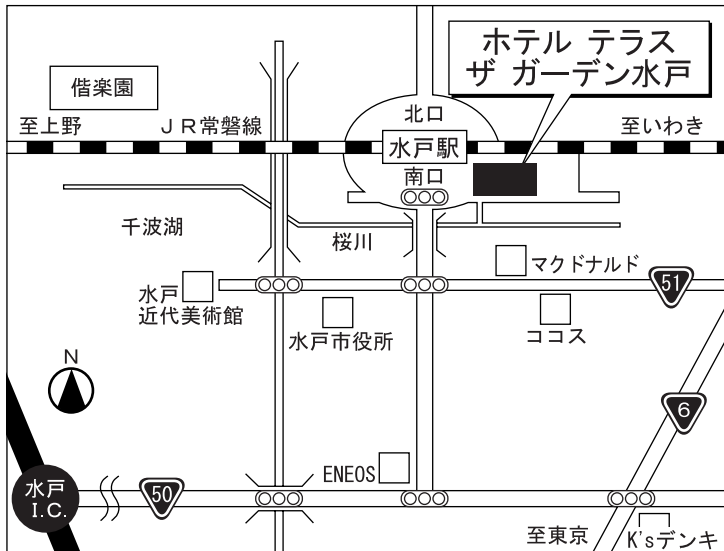 ホテル テラス
ザ ガーデン水戸
偕楽園
北口
至上野
JR常磐線
水戸駅
至いわき
南口
千波湖
桜川
マクドナルド
水戸
近代美術館
51
水戸市役所
ココス
N
6
ENEOS
水戸
I.C.
50
至東京
K'sデンキ